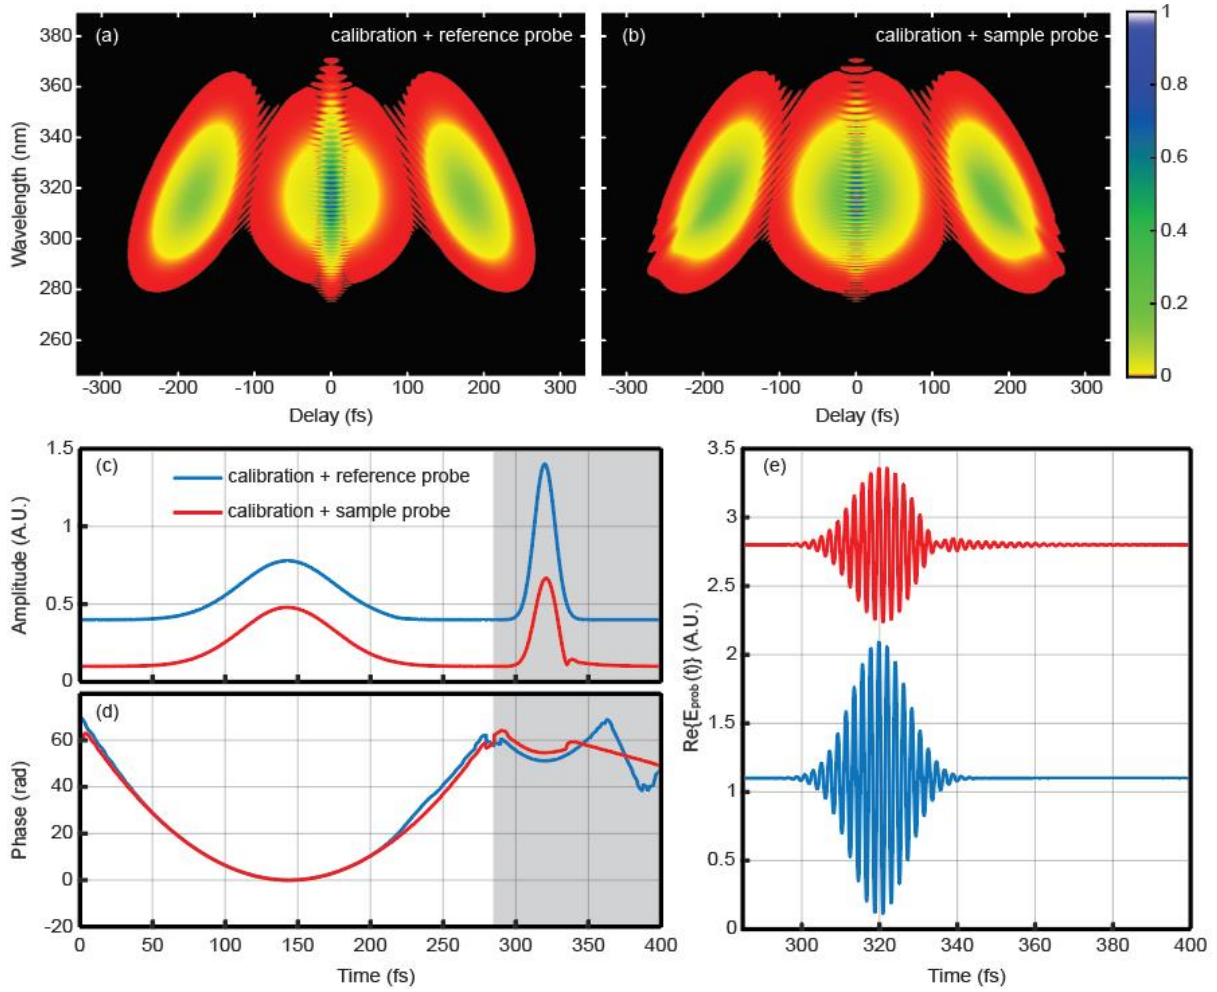 (a) calibration + reference probe
(b) calibration + sample probe
Wavelength (nm)
380
360
340
320
300
280
260
-300 -200 -100 0 100 200 300
Delay (fs)
-300 -200 -100 0 100 200 300
Delay (fs)
1
0.8
0.6
0.4
0.2
0
(c)
calibration + reference probe
calibration + sample probe
Amplitude (A.U.)
1.5
1
0.5
0
(d)
Phase (rad)
60
40
20
0
-20
0 50 100 150 200 250 300 350 400
Time (fs)
(e)
Re{E_prob(t)} (A.U.)
3.5
3
2.5
2
1.5
1
0.5
0
300 320 340 360 380 400
Time (fs)